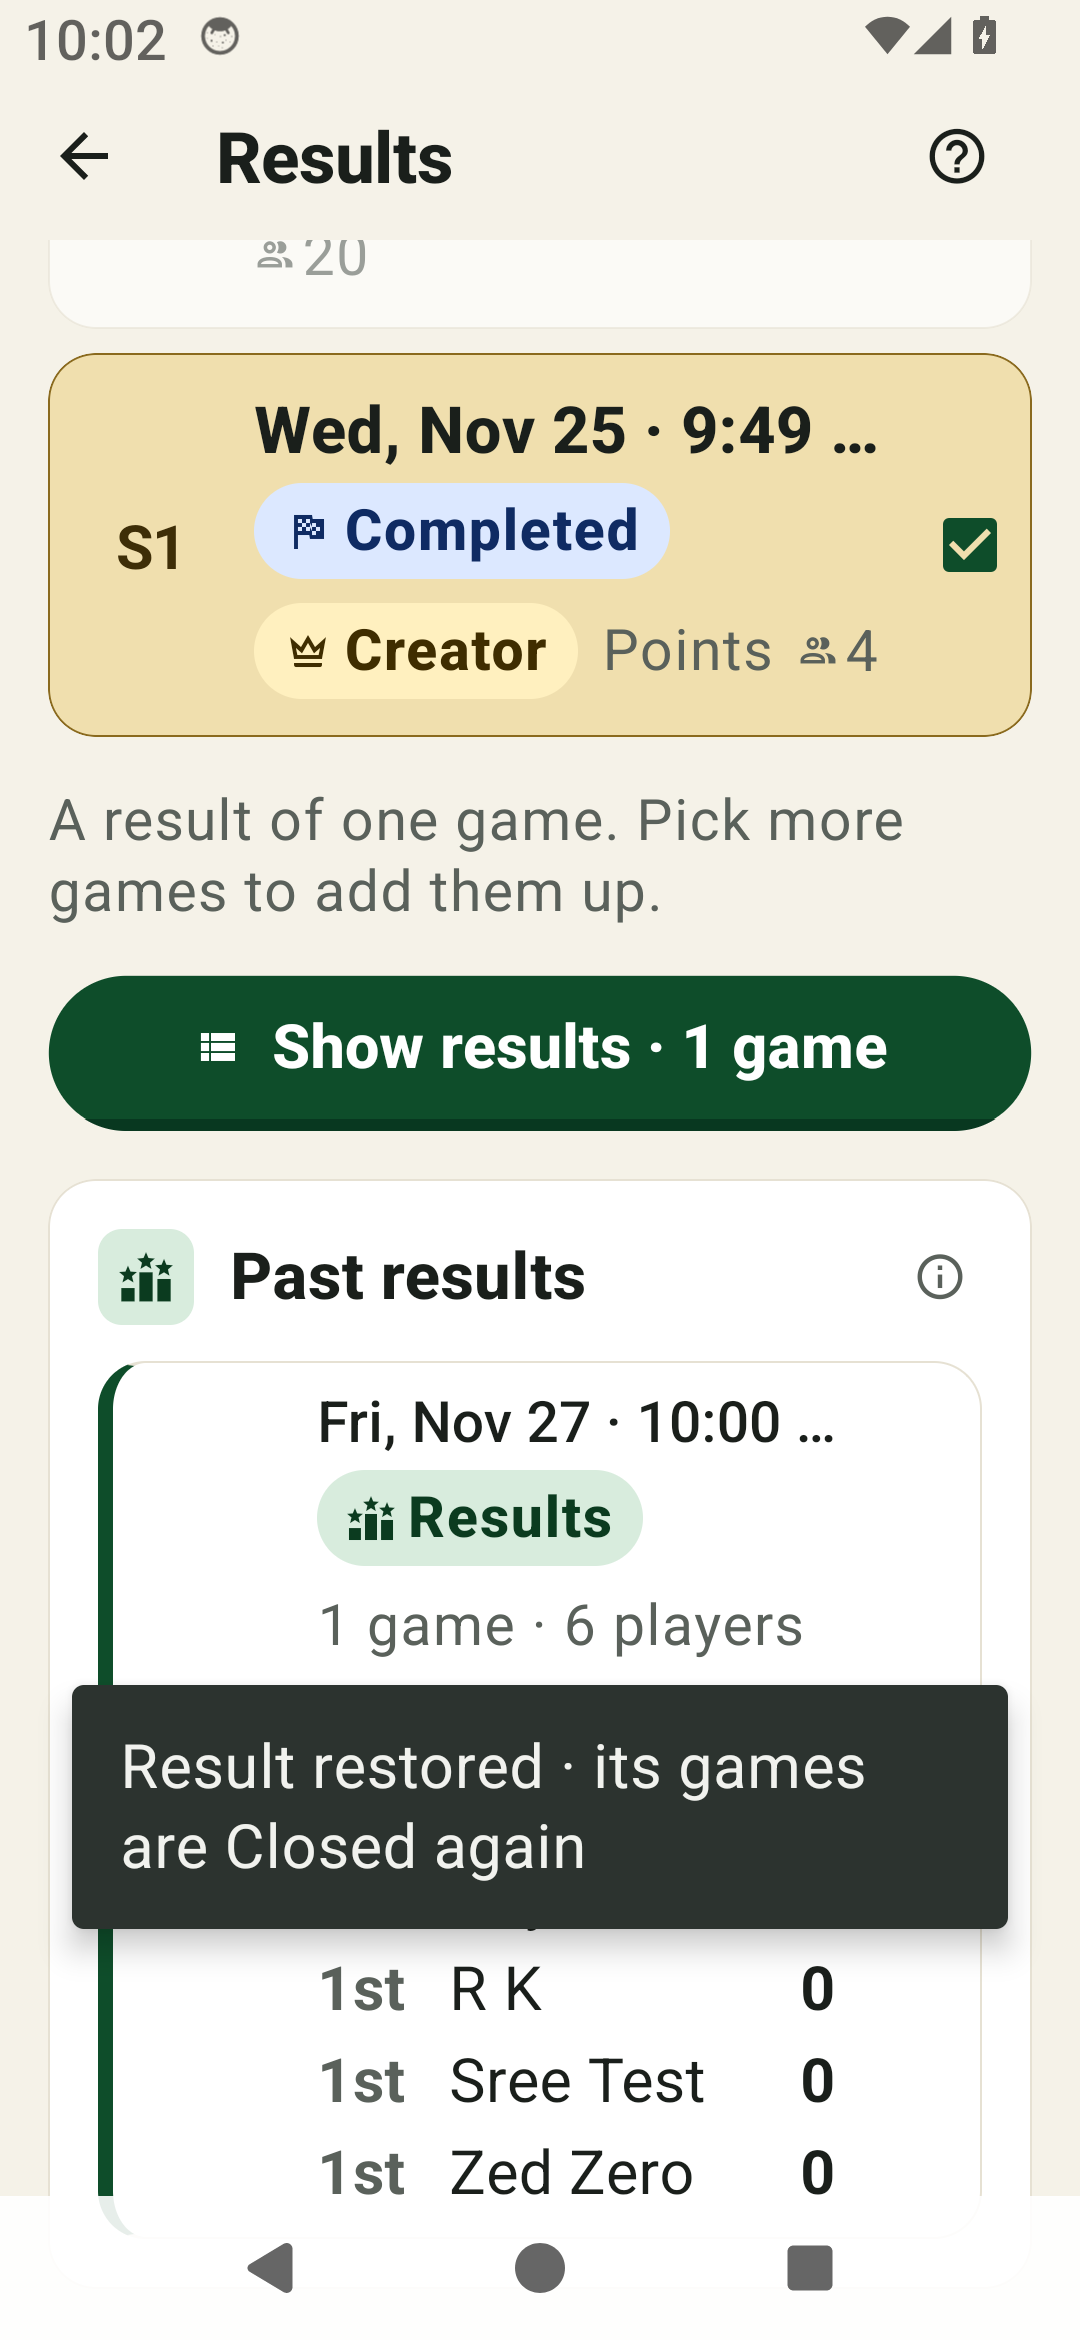 10:02
Results
20
Wed, Nov 25 · 9:49 ...
Completed
S1
Creator Points 4
A result of one game. Pick more
games to add them up.
Show results · 1 game
Past results
Fri, Nov 27 · 10:00 ...
Results
1 game · 6 players
Result restored · its games
are Closed again
1st R K 0
1st Sree Test 0
1st Zed Zero 0